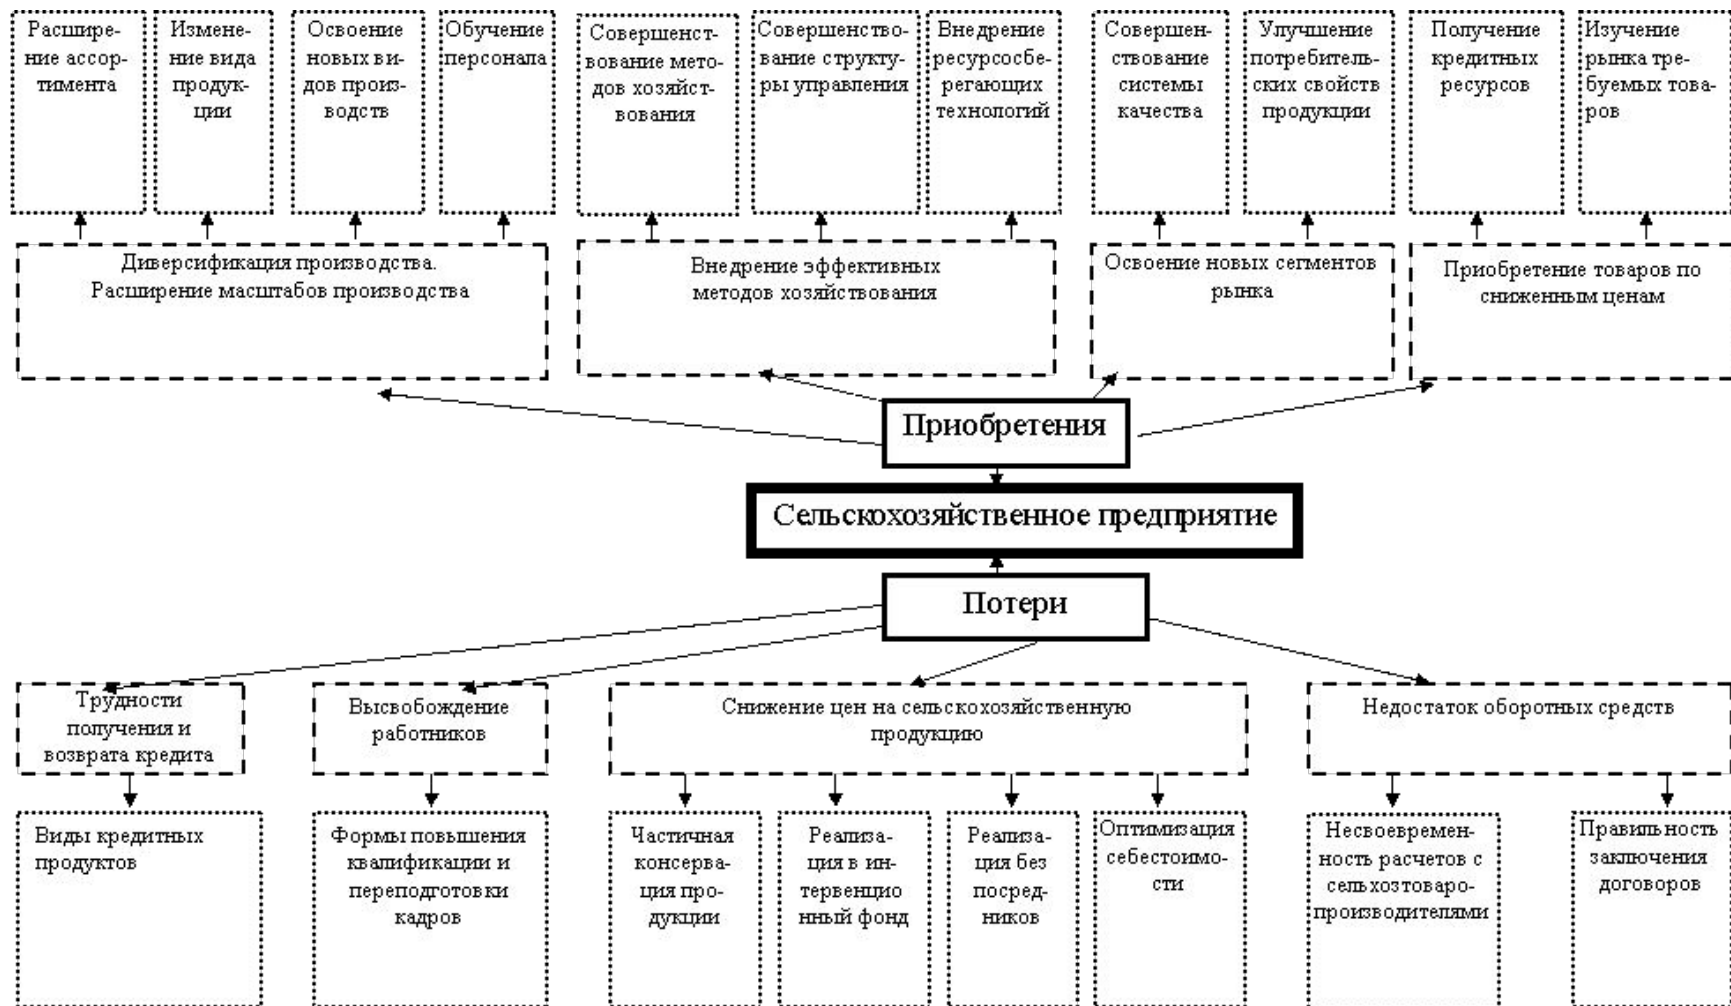 Расшире-
ние ассор-
тимента
Измене-
ние вида
продук-
ции
Освоение
новых ви-
дов произ-
водств
Обучение
персонала
Совершенст-
вование мето-
дов хозяйст-
вования
Совершенство-
вание структу-
ры управления
Внедрение
ресурсосбе-
регающих
технологий
Совершен-
ствование
системы
качества
Улучшение
потребитель-
ских свойств
продукции
Получение
кредитных
ресурсов
Изучение
рынка тре-
буемых това-
ров
Диверсификация производства.
Расширение масштабов производства
Внедрение эффективных
методов хозяйствования
Освоение новых сегментов
рынка
Приобретение товаров по
сниженным ценам
Приобретения
Сельскохозяйственное предприятие
Потери
Трудности
получения и
возврата кредита
Высвобождение
работников
Снижение цен на сельскохозяйственную
продукцию
Недостаток оборотных средств
Виды кредитных
продуктов
Формы повышения
квалификации и
переподготовки
кадров
Частичная
консерва-
ция про-
дукции
Реализа-
ция в ин-
тервенцио
нный фонд
Реализа-
ция без
посред-
ников
Оптимизация
себестоимо-
сти
Несвоевремен-
ность расчетов с
сельхозтоваро-
производителями
Правильность
заключения
договоров